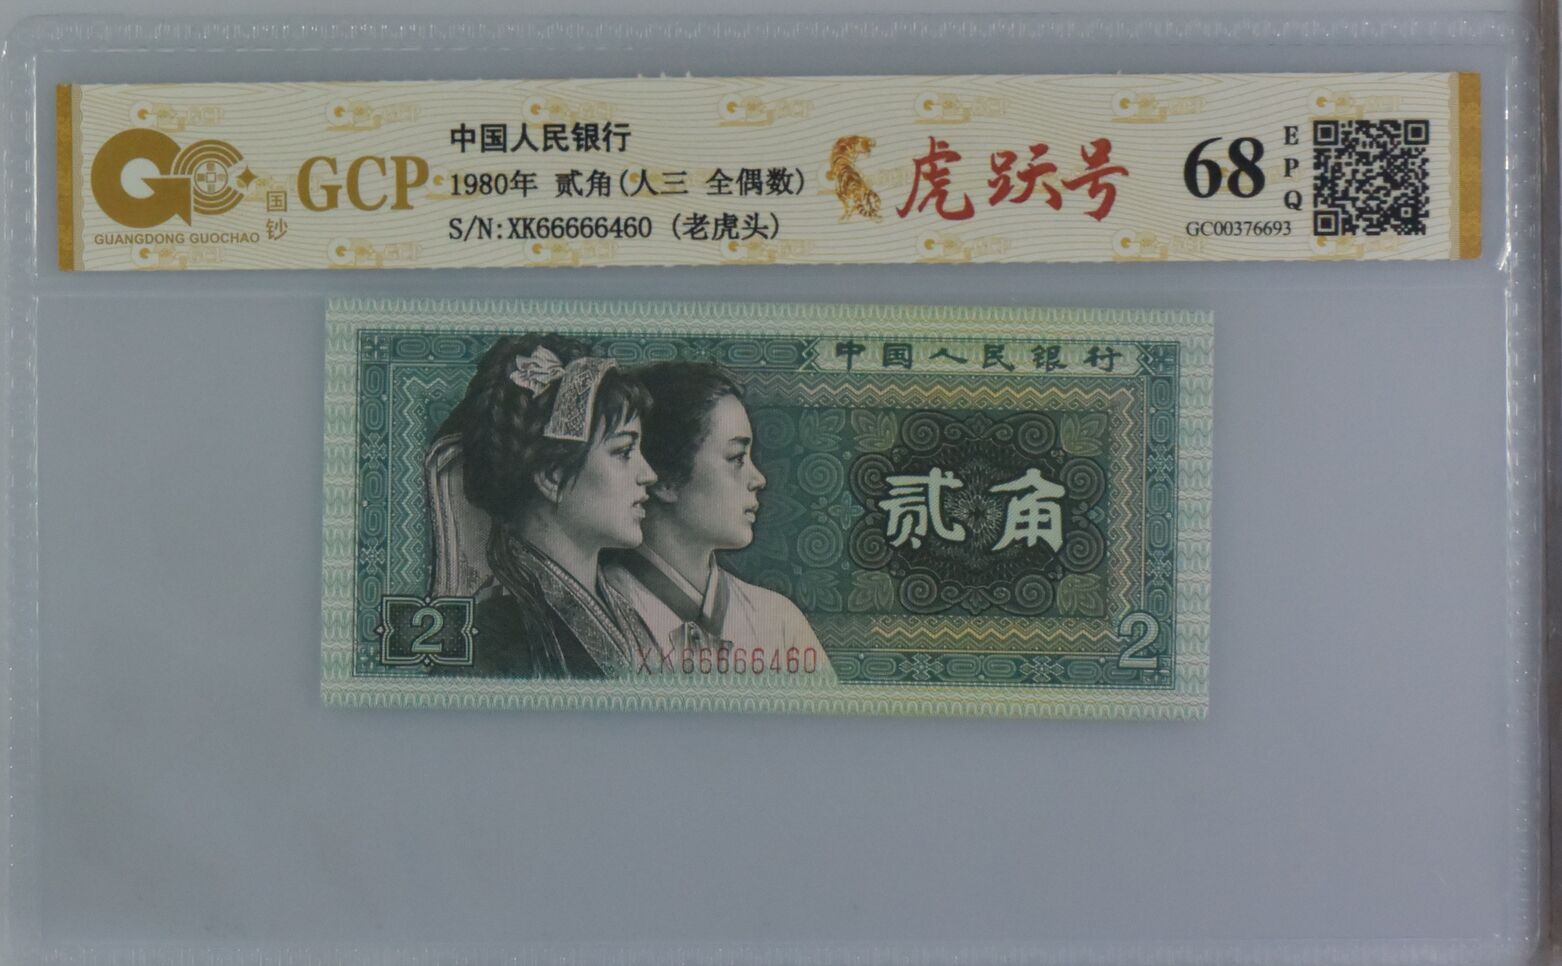 GUANGDONG GUOCHAO
国钞
GCP
中国人民银行
1980年 贰角(人三 全偶数)
S/N:XK66666460 (老虎头)
虎跃号
68
EPQ
GC00376693
中国人民银行
贰角
2
2
XK66666460